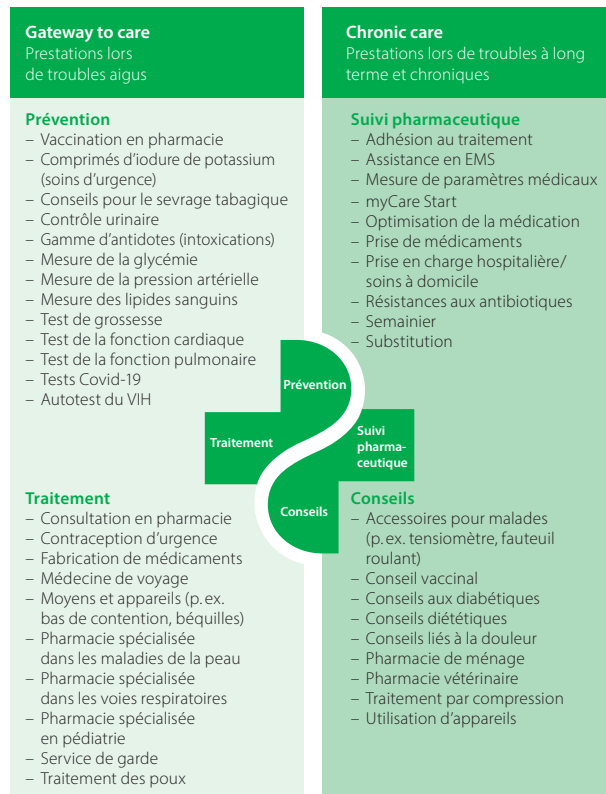 Gateway to care
Prestations lors
de troubles aigus
Prévention
– Vaccination en pharmacie
– Comprimés d'iodure de potassium
(soins d'urgence)
– Conseils pour le sevrage tabagique
– Contrôle urinaire
– Gamme d'antidotes (intoxications)
– Mesure de la glycémie
– Mesure de la pression artérielle
– Mesure des lipides sanguins
– Test de grossesse
– Test de la fonction cardiaque
– Test de la fonction pulmonaire
– Tests Covid-19
– Autotest du VIH
Traitement
– Consultation en pharmacie
– Contraception d'urgence
– Fabrication de médicaments
– Médecine de voyage
– Moyens et appareils (p. ex.
bas de contention, béquilles)
– Pharmacie spécialisée
dans les maladies de la peau
– Pharmacie spécialisée
dans les voies respiratoires
– Pharmacie spécialisée
en pédiatrie
– Service de garde
– Traitement des poux
Chronic care
Prestations lors de troubles à long
terme et chroniques
Suivi pharmaceutique
– Adhésion au traitement
– Assistance en EMS
– Mesure de paramètres médicaux
– myCare Start
– Optimisation de la médication
– Prise de médicaments
– Prise en charge hospitalière/
soins à domicile
– Résistances aux antibiotiques
– Semainier
– Substitution
Conseils
– Accessoires pour malades
(p. ex. tensiomètre, fauteuil
roulant)
– Conseil vaccinal
– Conseils aux diabétiques
– Conseils diététiques
– Conseils liés à la douleur
– Pharmacie de ménage
– Pharmacie vétérinaire
– Traitement par compression
– Utilisation d'appareils
Prévention
Traitement
Suivi
pharma-
ceutique
Conseils